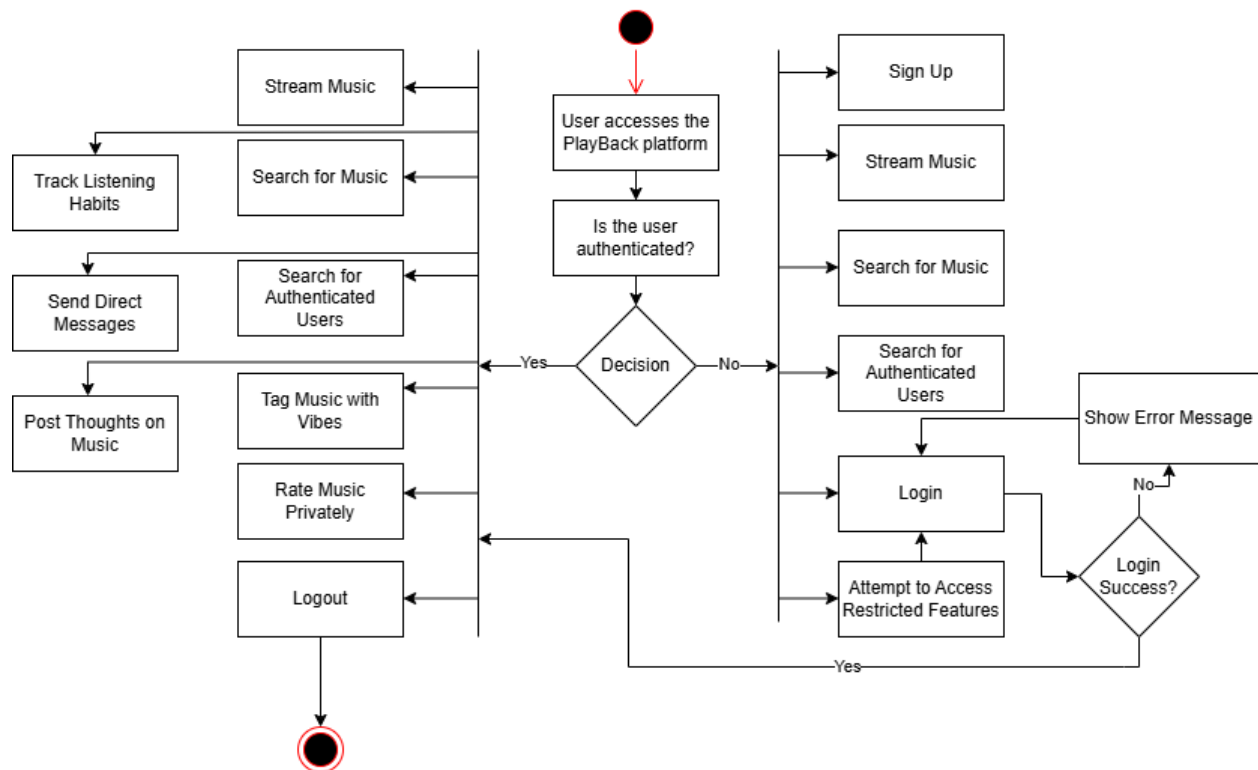 Stream Music
User accesses the
PlayBack platform
Sign Up
Track Listening
Habits
Search for Music
Stream Music
Is the user
authenticated?
Send Direct
Messages
Search for
Authenticated
Users
Search for Music
Yes
Decision
No
Search for
Authenticated
Users
Post Thoughts on
Music
Tag Music with
Vibes
Show Error Message
Rate Music
Privately
Login
No
Logout
Attempt to Access
Restricted Features
Login
Success?
Yes